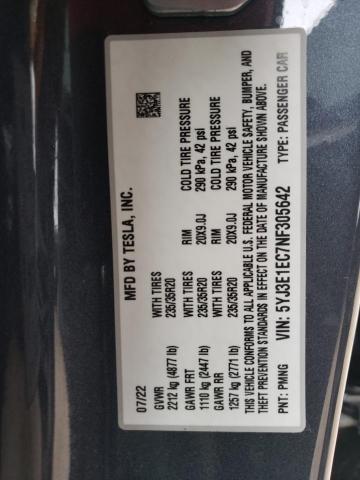 MFD BY TESLA, INC.
07/22
GVWR
2212 kg (4877 lb)
GAWR FRT WITH TIRES RIM COLD TIRE PRESSURE
1110 kg (2447 lb) 235/35R20 20X9.0J 290 kPa, 42 psi
GAWR RR WITH TIRES RIM COLD TIRE PRESSURE
1257 kg (2771 lb) 235/35R20 20X9.0J 290 kPa, 42 psi
THIS VEHICLE CONFORMS TO ALL APPLICABLE U.S. FEDERAL MOTOR VEHICLE SAFETY, BUMPER, AND
THEFT PREVENTION STANDARDS IN EFFECT ON THE DATE OF MANUFACTURE SHOWN ABOVE.
VIN: 5YJ3E1EC7NF305642 TYPE: PASSENGER CAR
PNT: PMNG